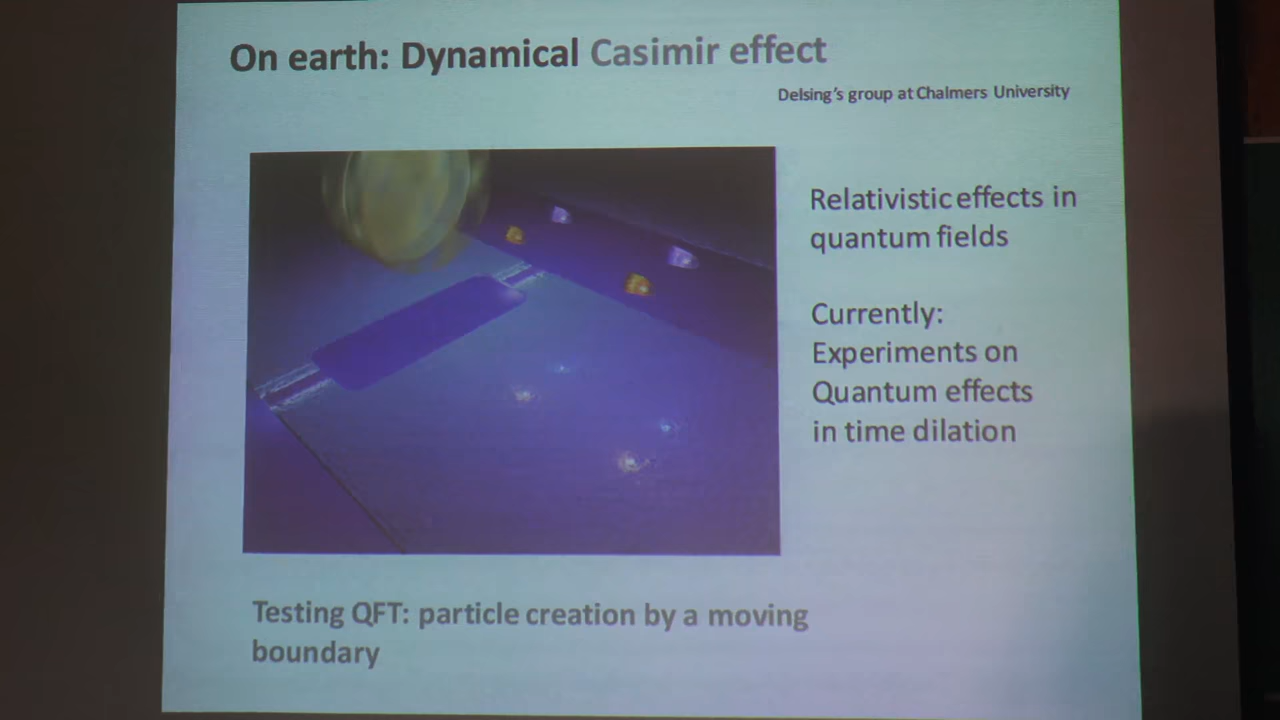 On earth: Dynamical Casimir effect
Delsing's group at Chalmers University
Relativistic effects in
quantum fields
Currently:
Experiments on
Quantum effects
in time dilation
Testing QFT: particle creation by a moving
boundary